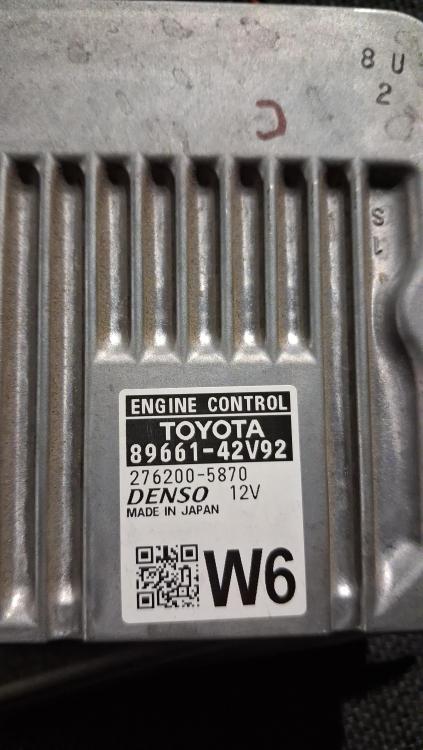 8 U
2
S
L
ENGINE CONTROL
TOYOTA
89661-42V92
276200-5870
DENSO 12V
MADE IN JAPAN
W6